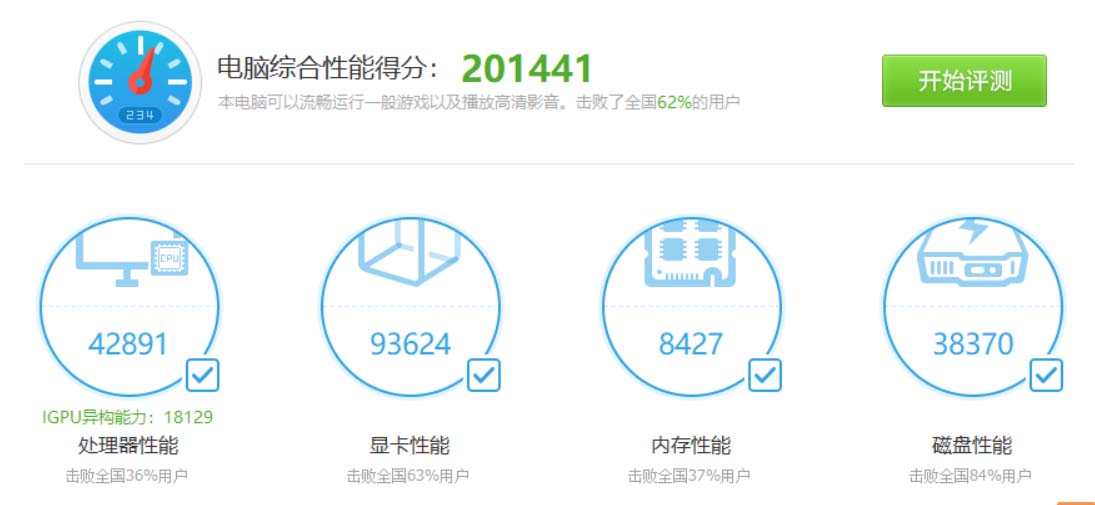 电脑综合性能得分： 201441
本电脑可以流畅运行一般游戏以及播放高清影音。击败了全国62%的用户
开始评测
234
CPU
42891
93624
8427
38370
IGPU异构能力：18129
处理器性能
显卡性能
内存性能
磁盘性能
击败全国36%用户
击败全国63%用户
击败全国37%用户
击败全国84%用户